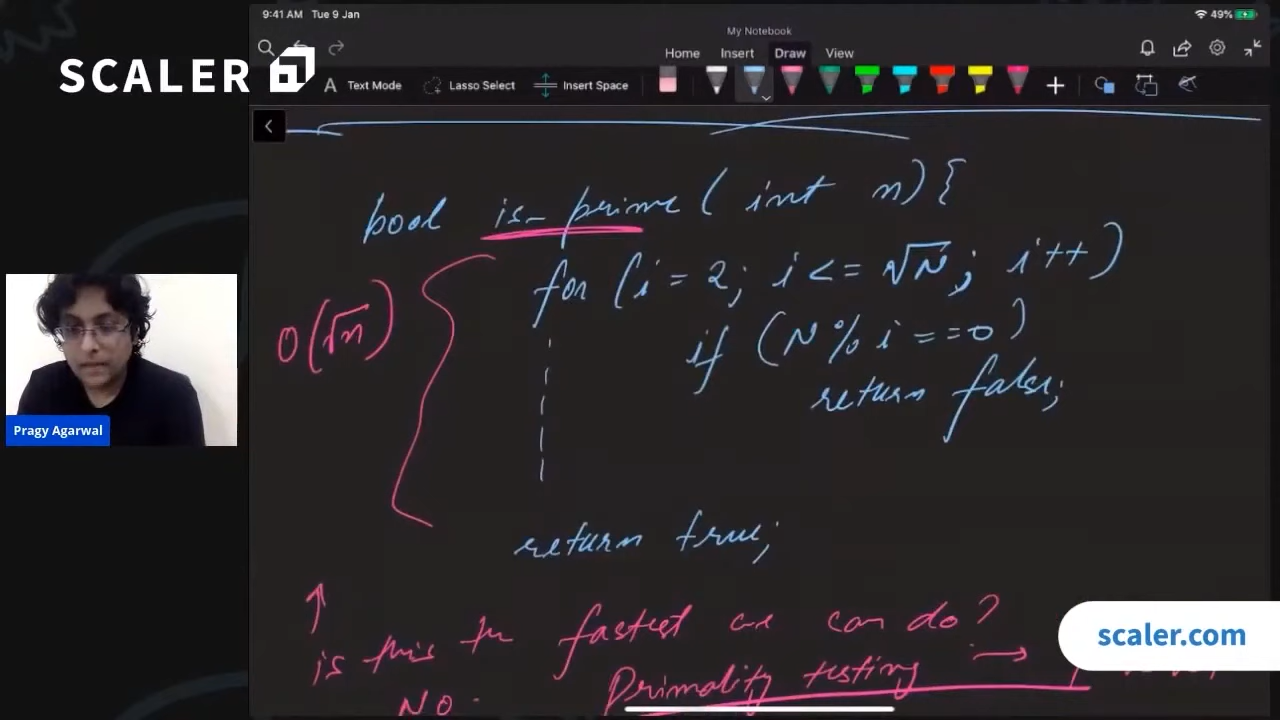 9:41 AM Tue 9 Jan
49%
My Notebook
Home Insert Draw View
SCALER
Text Mode Lasso Select Insert Space
bool is_prime ( int n) {
for (i = 2; i <= √N; i++)
O(√n)
if (N % i == 0)
return false;
Pragy Agarwal
return true;
is this the fastest we can do?
scaler.com
NO. Primality testing →